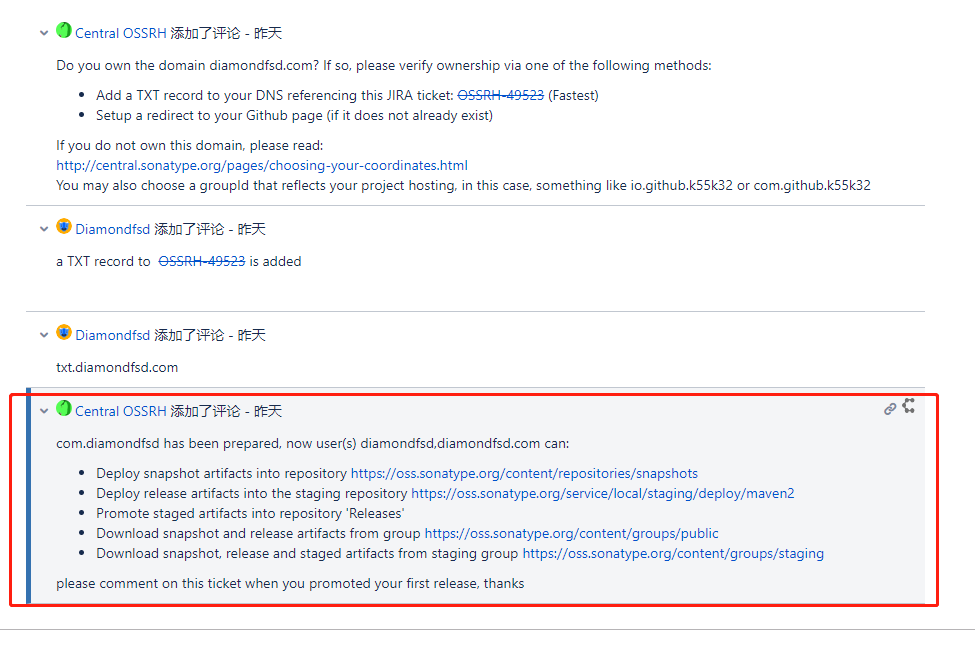 Central OSSRH 添加了评论 - 昨天
Do you own the domain diamondfsd.com? If so, please verify ownership via one of the following methods:
Add a TXT record to your DNS referencing this JIRA ticket: OSSRH-49523 (Fastest)
Setup a redirect to your Github page (if it does not already exist)
If you do not own this domain, please read:
http://central.sonatype.org/pages/choosing-your-coordinates.html
You may also choose a groupId that reflects your project hosting, in this case, something like io.github.k55k32 or com.github.k55k32
Diamondfsd 添加了评论 - 昨天
a TXT record to OSSRH-49523 is added
Diamondfsd 添加了评论 - 昨天
txt.diamondfsd.com
Central OSSRH 添加了评论 - 昨天
com.diamondfsd has been prepared, now user(s) diamondfsd,diamondfsd.com can:
Deploy snapshot artifacts into repository https://oss.sonatype.org/content/repositories/snapshots
Deploy release artifacts into the staging repository https://oss.sonatype.org/service/local/staging/deploy/maven2
Promote staged artifacts into repository 'Releases'
Download snapshot and release artifacts from group https://oss.sonatype.org/content/groups/public
Download snapshot, release and staged artifacts from staging group https://oss.sonatype.org/content/groups/staging
please comment on this ticket when you promoted your first release, thanks